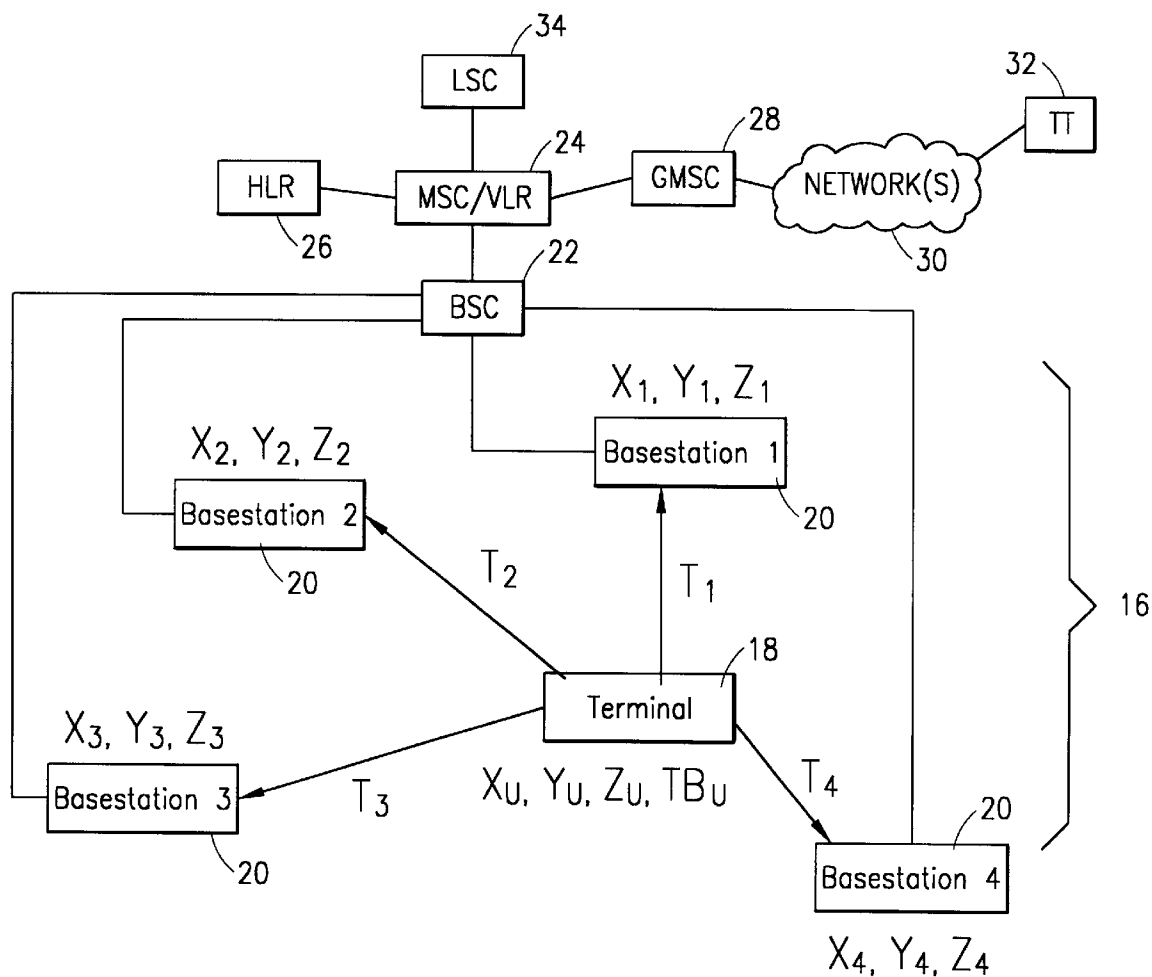 34
LSC
32
TT
28
24
GMSC
NETWORK(S)
HLR
MSC/VLR
26
30
22
BSC
X1, Y1, Z1
Basestation 1
20
X2, Y2, Z2
Basestation 2
20
T2
T1
16
18
Terminal
X3, Y3, Z3
Basestation 3
20
T3
XU, YU, ZU, TBU
T4
20
Basestation 4
X4, Y4, Z4